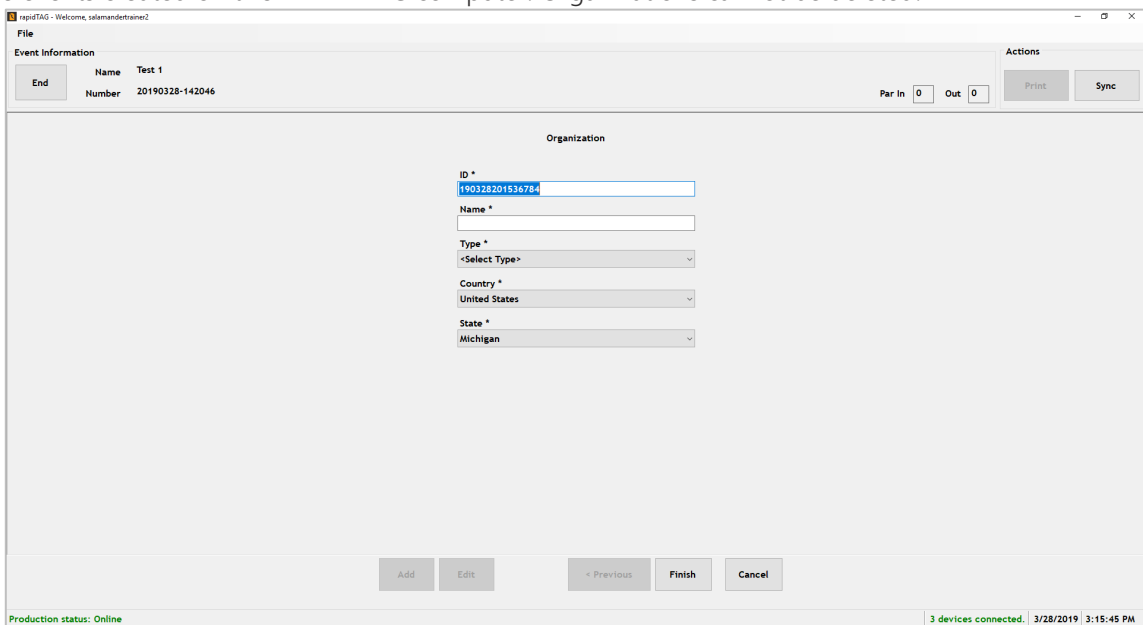 rapidTAG - Welcome, salamandertrainer2
File
Event Information
Actions
End
Name Test 1
Number 20190328-142046
Par In 0 Out 0
Print
Sync
Organization
ID *
190328201536784
Name *
Type *
<Select Type>
Country *
United States
State *
Michigan
Add Edit < Previous Finish Cancel
Production status: Online
3 devices connected. 3/28/2019 3:15:45 PM